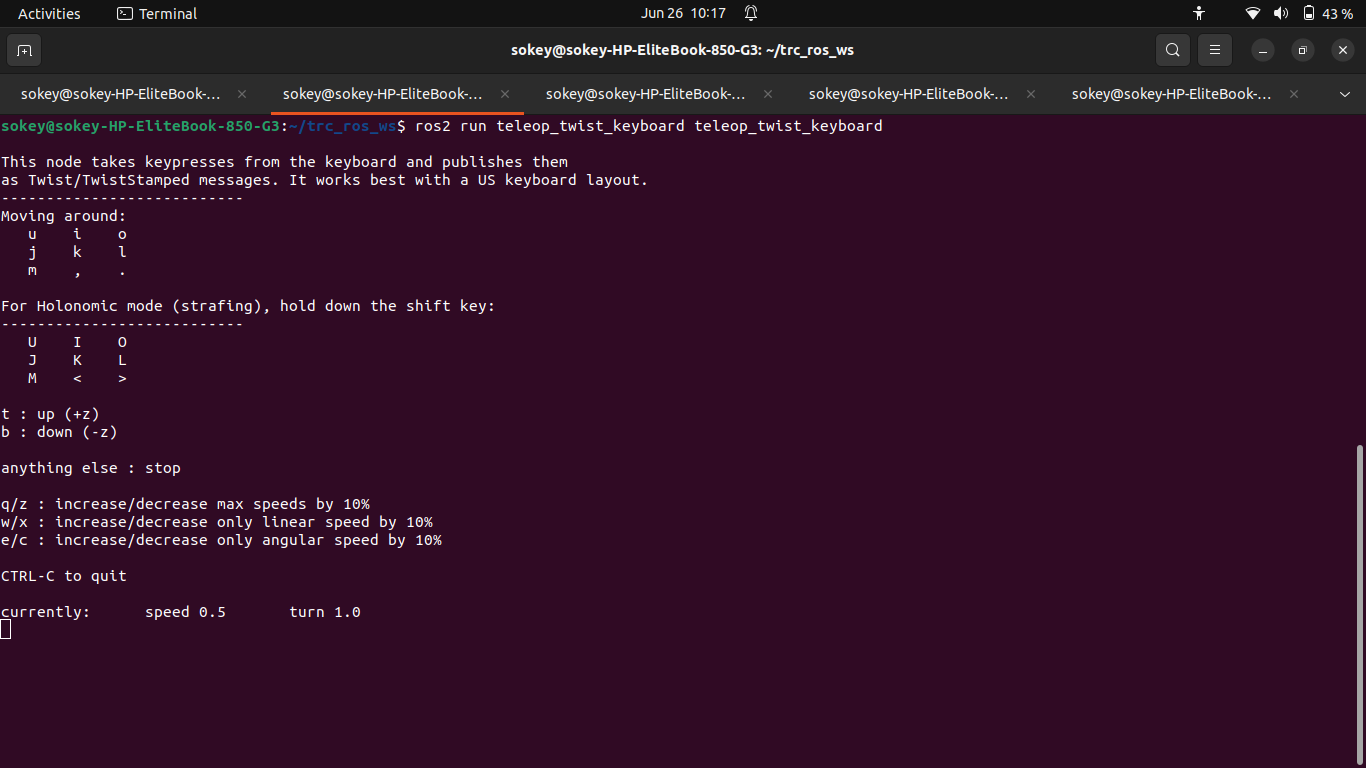 Activities Terminal Jun 26 10:17 43 %
sokey@sokey-HP-EliteBook-850-G3: ~/trc_ros_ws
sokey@sokey-HP-EliteBook-... sokey@sokey-HP-EliteBook-... sokey@sokey-HP-EliteBook-... sokey@sokey-HP-EliteBook-... sokey@sokey-HP-EliteBook-...
sokey@sokey-HP-EliteBook-850-G3:~/trc_ros_ws$ ros2 run teleop_twist_keyboard teleop_twist_keyboard

This node takes keypresses from the keyboard and publishes them
as Twist/TwistStamped messages. It works best with a US keyboard layout.
---------------------------
Moving around:
   u    i    o
   j    k    l
   m    ,    .

For Holonomic mode (strafing), hold down the shift key:
---------------------------
   U    I    O
   J    K    L
   M    <    >

t : up (+z)
b : down (-z)

anything else : stop

q/z : increase/decrease max speeds by 10%
w/x : increase/decrease only linear speed by 10%
e/c : increase/decrease only angular speed by 10%

CTRL-C to quit

currently:      speed 0.5       turn 1.0